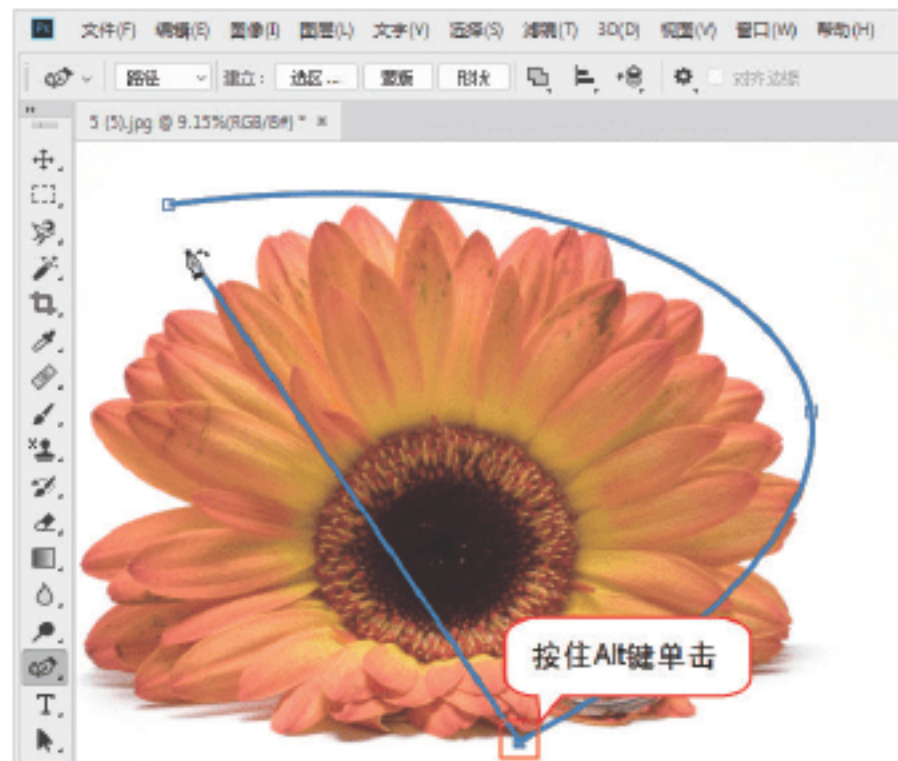 Ps 文件(F) 编辑(E) 图像(I) 图层(L) 文字(Y) 选择(S) 滤镜(T) 3D(D) 视图(V) 窗口(W) 帮助(H)
路径 建立: 选区... 蒙版 形状 对齐边缘
5 (5).jpg @ 9.15%(RGB/8#) * ×
按住Alt键单击